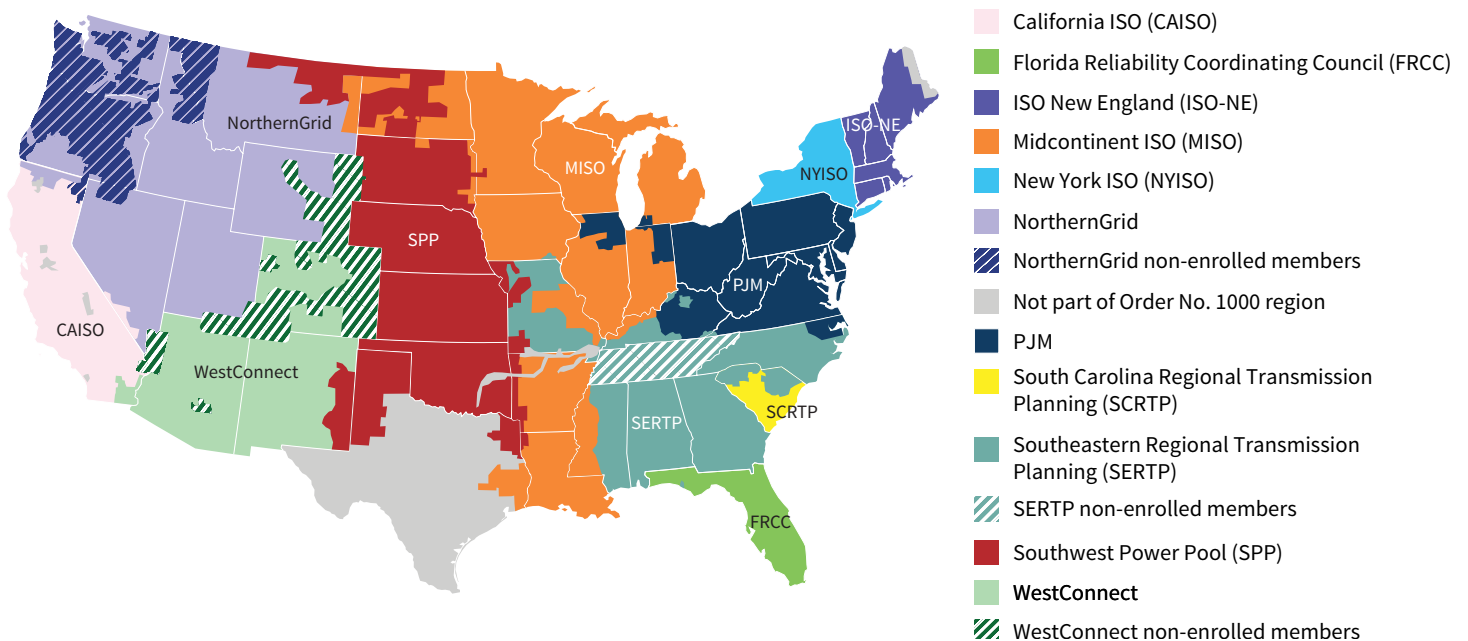 NorthernGrid
MISO
ISO-NE
NYISO
SPP
PJM
CAISO
WestConnect
SERTP
SCRTP
FRCC
California ISO (CAISO)
Florida Reliability Coordinating Council (FRCC)
ISO New England (ISO-NE)
Midcontinent ISO (MISO)
New York ISO (NYISO)
NorthernGrid
NorthernGrid non-enrolled members
Not part of Order No. 1000 region
PJM
South Carolina Regional Transmission
Planning (SCRTP)
Southeastern Regional Transmission
Planning (SERTP)
SERTP non-enrolled members
Southwest Power Pool (SPP)
WestConnect
WestConnect non-enrolled members